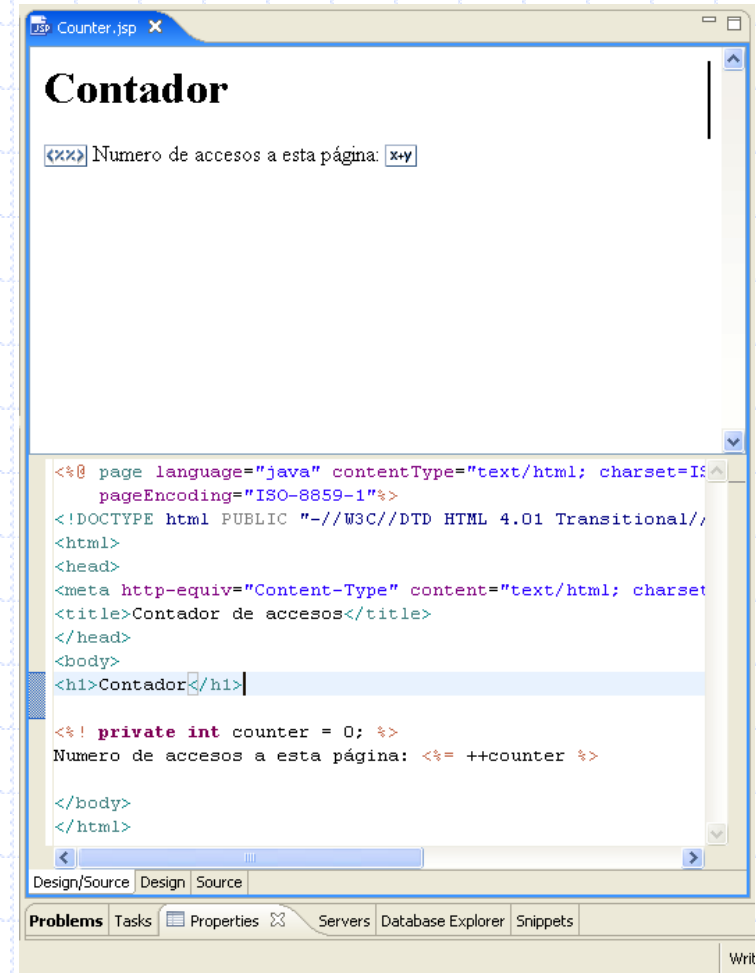 Counter.jsp
Contador
<%%> Numero de accesos a esta página: x+y
<%@ page language="java" contentType="text/html; charset=IS
pageEncoding="ISO-8859-1"%>
<!DOCTYPE html PUBLIC "-//W3C//DTD HTML 4.01 Transitional//
<html>
<head>
<meta http-equiv="Content-Type" content="text/html; charset
<title>Contador de accesos</title>
</head>
<body>
<h1>Contador</h1>
<%! private int counter = 0; %>
Numero de accesos a esta página: <%= ++counter %>
</body>
</html>
Design/Source Design Source
Problems Tasks Properties Servers Database Explorer Snippets
Writ